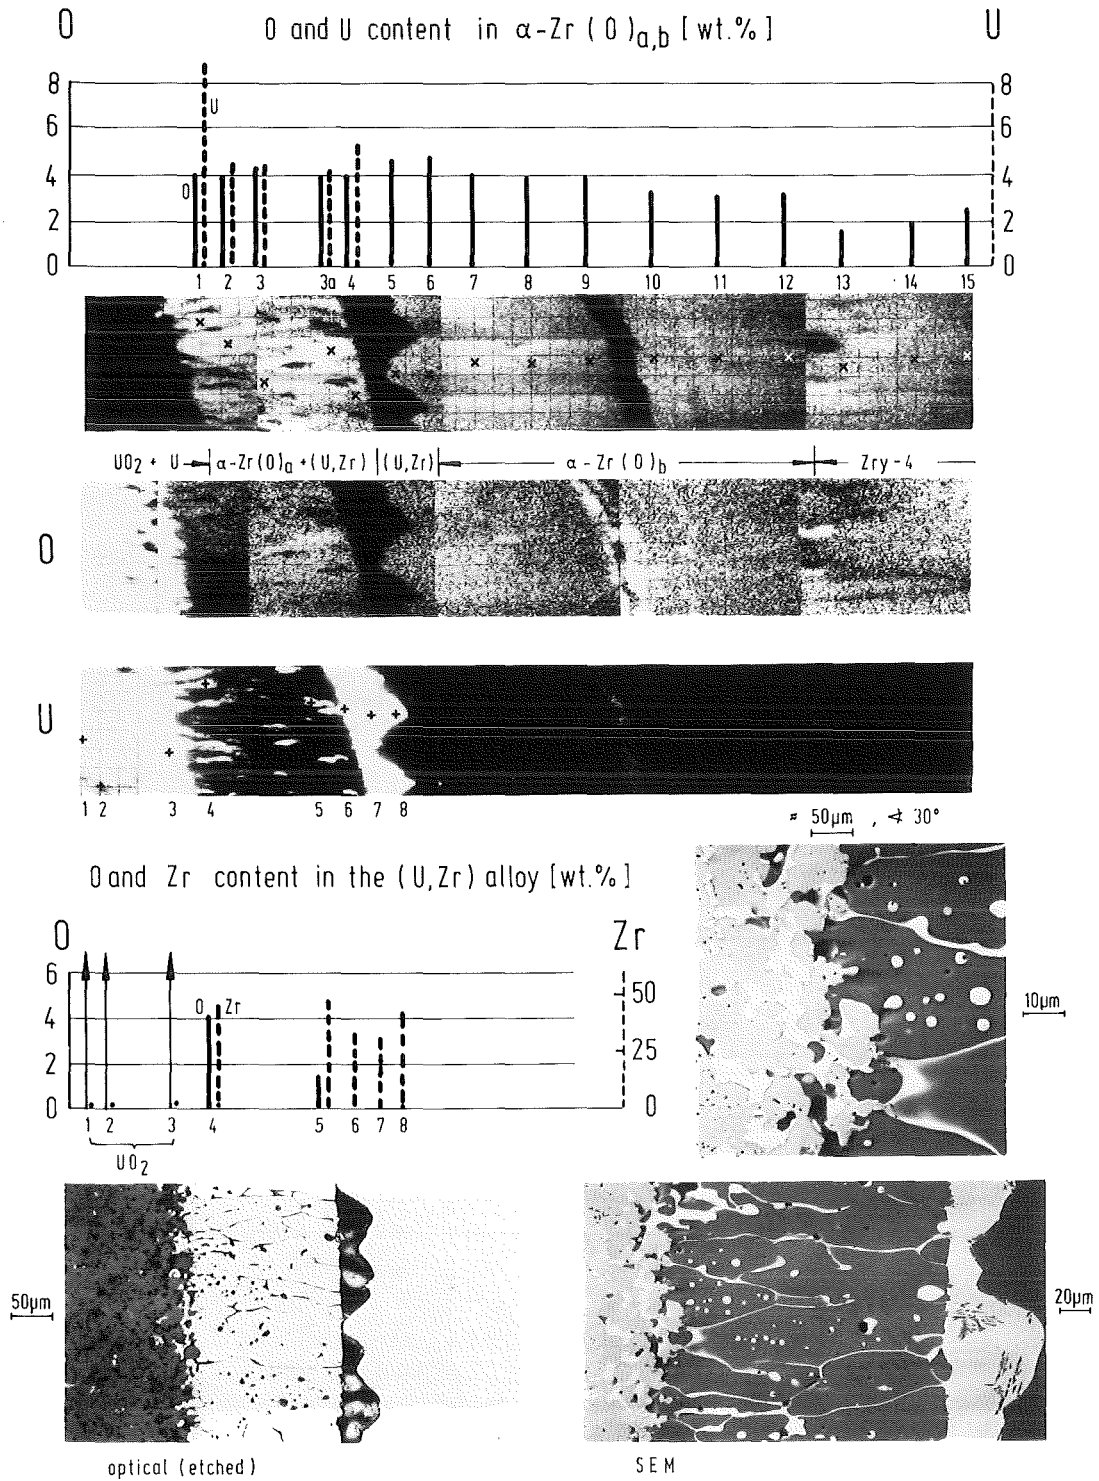 O O and U content in α-Zr(O)a,b [wt.%] U
8 8
U
6 6
4 4
O
2 2
0 0
1 2 3 3a 4 5 6 7 8 9 10 11 12 13 14 15
UO2 + U α-Zr(O)a+(U,Zr) (U,Zr) α-Zr(O)b Zry-4
O
U
1 2 3 4 5 6 7 8
≈ 50µm , ∢ 30°
O and Zr content in the (U,Zr) alloy [wt.%]
O Zr
6
50
4 O Zr
10µm
2 25
0 0
1 2 3 4 5 6 7 8
UO2
50µm
20µm
optical (etched) SEM